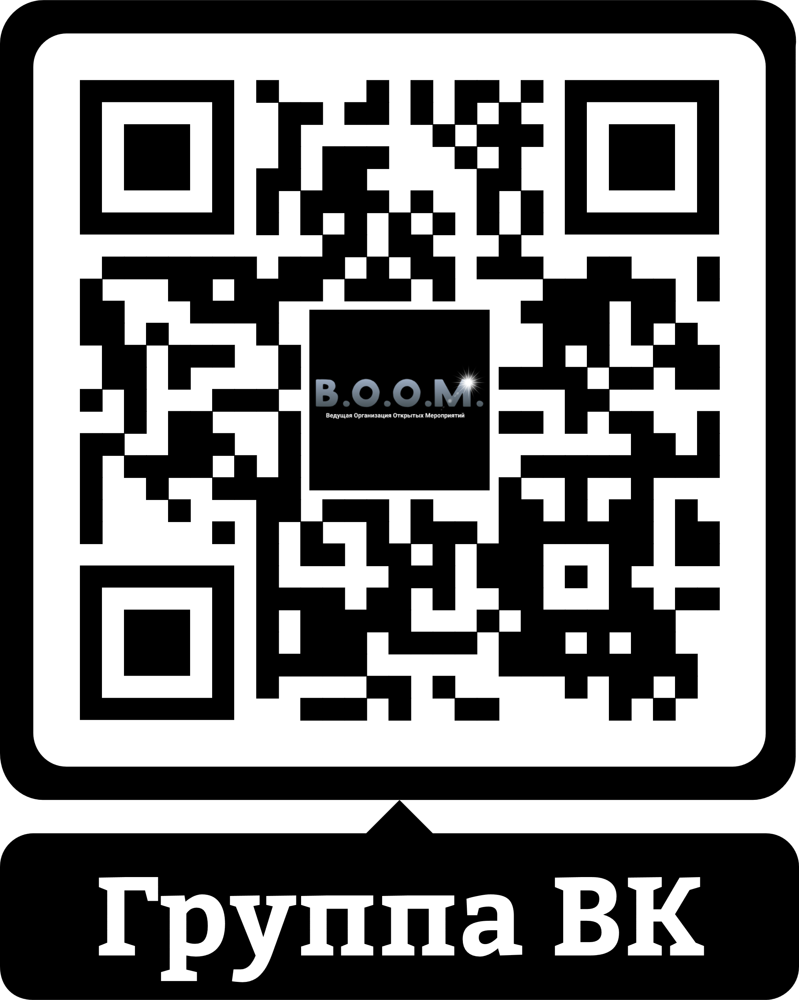 B.O.O.M.
Ведущая Организация Открытых Мероприятий
Группа ВК